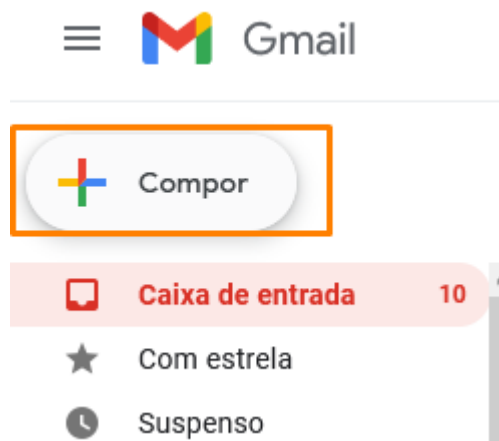 Gmail
Compor
Caixa de entrada 10
Com estrela
Suspenso